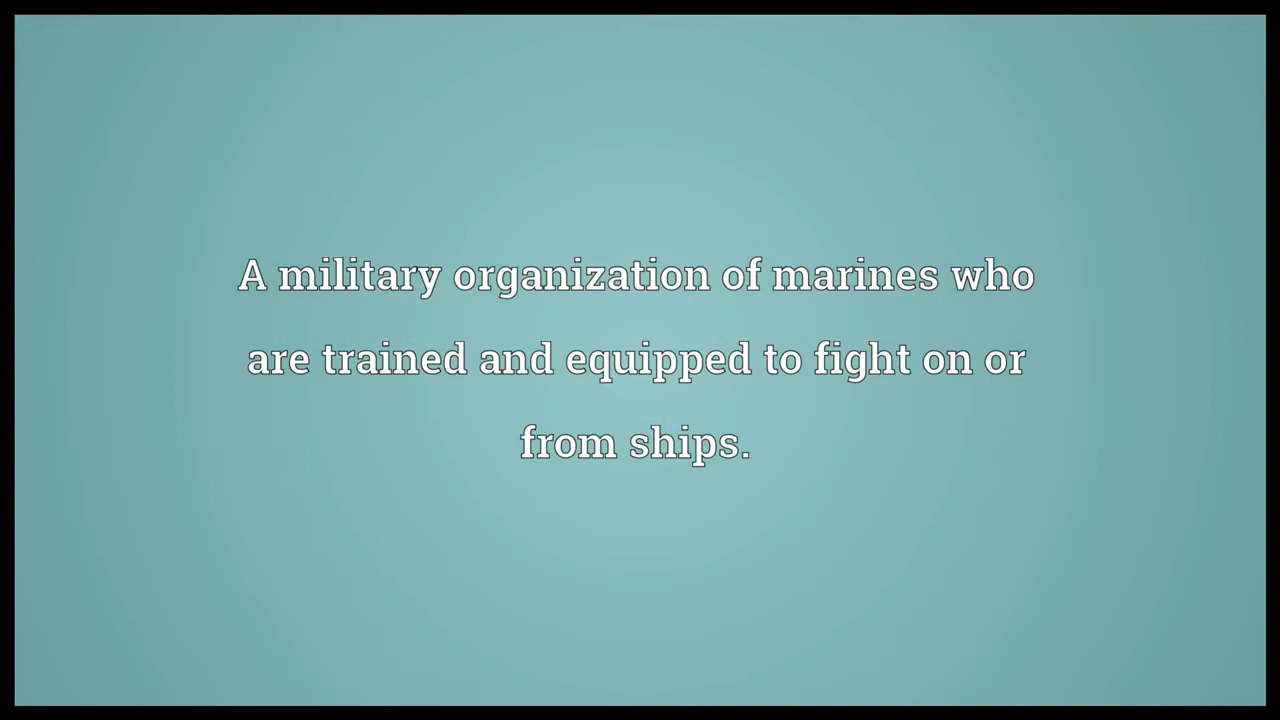 A military organization of marines who
are trained and equipped to fight on or
from ships.